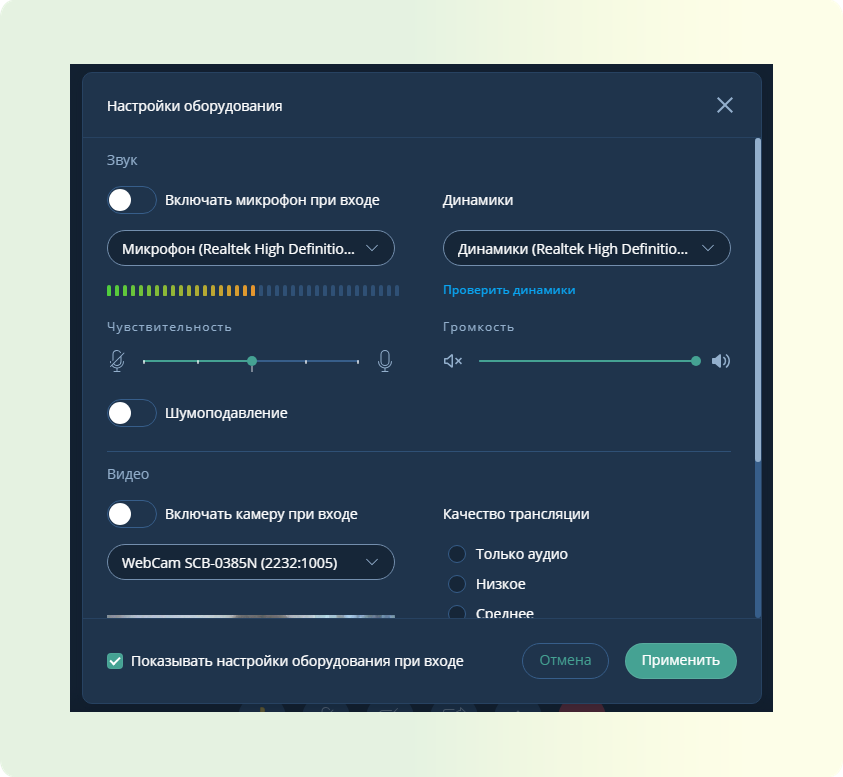 Настройки оборудования
Звук
Включать микрофон при входе
Динамики
Микрофон (Realtek High Definitio...
Динамики (Realtek High Definitio...
Проверить динамики
Чувствительность
Громкость
Шумоподавление
Видео
Включать камеру при входе
Качество трансляции
WebCam SCB-0385N (2232:1005)
Только аудио
Низкое
Среднее
Показывать настройки оборудования при входе
Отмена
Применить